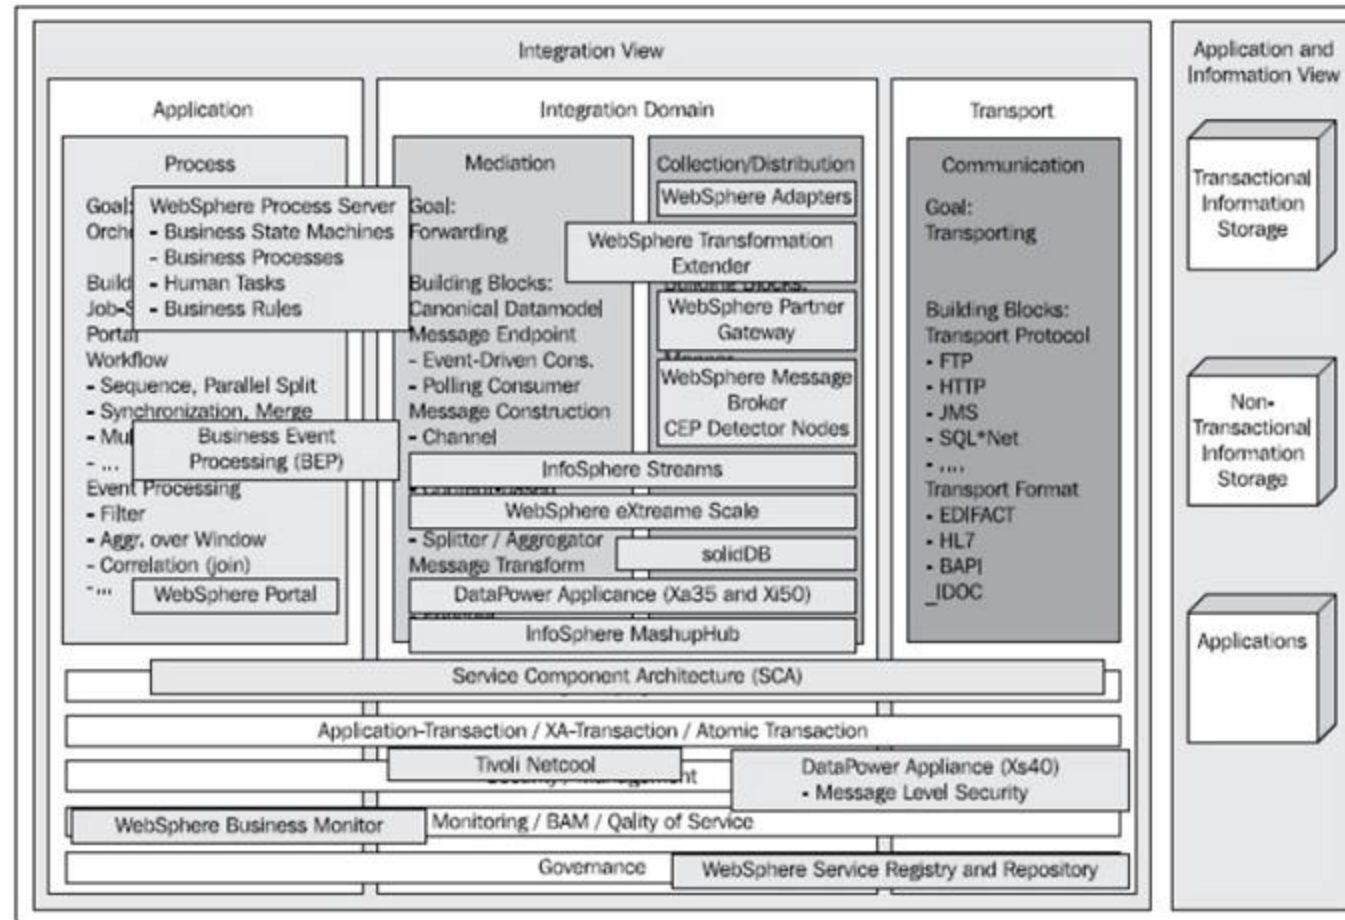 Integration View
Application
Process
Goal:
WebSphere Process Server
- Business State Machines
- Business Processes
- Human Tasks
- Business Rules
Portal
Workflow
- Sequence, Parallel Split
- Synchronization, Merge
Business Event
Processing (BEP)
- ...
Event Processing
- Filter
- Aggr. over Window
- Correlation (join)
- ...
WebSphere Portal
Integration Domain
Mediation
Goal:
Forwarding
Building Blocks:
Canonical Datamodel
Message Endpoint
- Event-Driven Cons.
- Polling Consumer
Message Construction
- Channel
- Splitter / Aggregator
Message Transform
Collection/Distribution
WebSphere Adapters
WebSphere Transformation
Extender
Building Blocks:
WebSphere Partner
Gateway
WebSphere Message
Broker
CEP Detector Nodes
InfoSphere Streams
WebSphere eXtreame Scale
solidDB
DataPower Applicance (Xa35 and Xi50)
InfoSphere MashupHub
Transport
Communication
Goal:
Transporting
Building Blocks:
Transport Protocol
- FTP
- HTTP
- JMS
- SQL*Net
- ....
Transport Format
- EDIFACT
- HL7
- BAPI
_IDOC
Service Component Architecture (SCA)
Application-Transaction / XA-Transaction / Atomic Transaction
Tivoli Netcool
DataPower Appliance (Xs40)
- Message Level Security
WebSphere Business Monitor
Monitoring / BAM / Qality of Service
Governance
WebSphere Service Registry and Repository
Application and
Information View
Transactional
Information
Storage
Non-
Transactional
Information
Storage
Applications